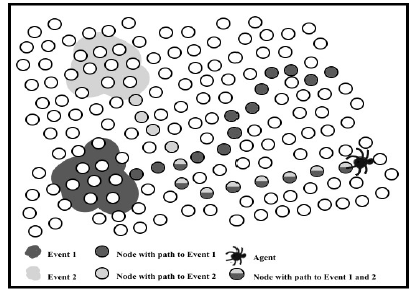 Event 1 Node with path to Event 1 Agent
Event 2 Node with path to Event 2 Node with path to Event 1 and 2